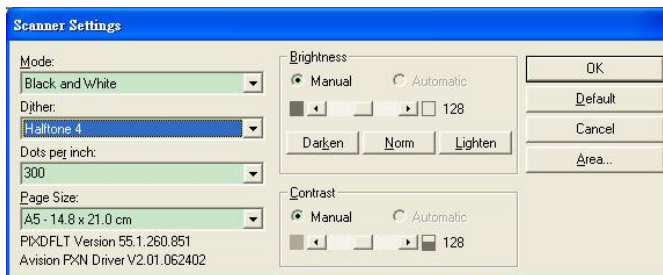 Scanner Settings
Mode:
Black and White
Dither:
Halftone 4
Dots per inch:
300
Page Size:
A5 - 14.8 x 21.0 cm
PIXDFLT Version 55.1.260.851
Avision PXN Driver V2.01.062402
Brightness
Manual Automatic
128
Darken Norm Lighten
Contrast
Manual Automatic
128
OK
Default
Cancel
Area...